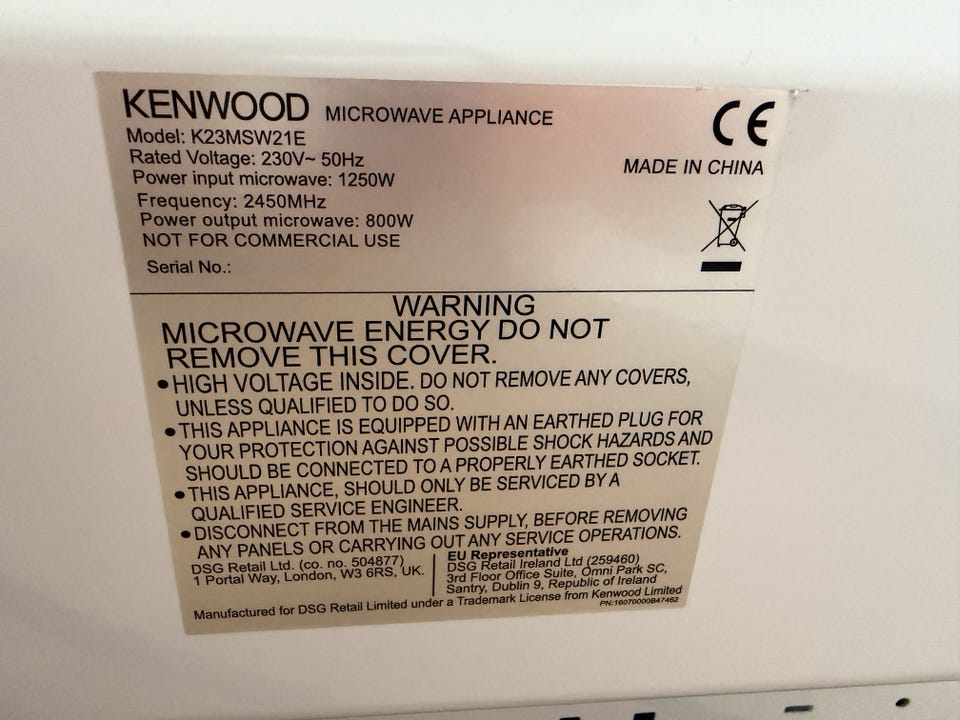 KENWOOD MICROWAVE APPLIANCE
CE
Model: K23MSW21E
Rated Voltage: 230V~ 50Hz
MADE IN CHINA
Power input microwave: 1250W
Frequency: 2450MHz
Power output microwave: 800W
NOT FOR COMMERCIAL USE
Serial No.:
WARNING
MICROWAVE ENERGY DO NOT
REMOVE THIS COVER.
• HIGH VOLTAGE INSIDE. DO NOT REMOVE ANY COVERS,
UNLESS QUALIFIED TO DO SO.
• THIS APPLIANCE IS EQUIPPED WITH AN EARTHED PLUG FOR
YOUR PROTECTION AGAINST POSSIBLE SHOCK HAZARDS AND
SHOULD BE CONNECTED TO A PROPERLY EARTHED SOCKET.
• THIS APPLIANCE, SHOULD ONLY BE SERVICED BY A
QUALIFIED SERVICE ENGINEER.
• DISCONNECT FROM THE MAINS SUPPLY, BEFORE REMOVING
ANY PANELS OR CARRYING OUT ANY SERVICE OPERATIONS.
DSG Retail Ltd. (co. no. 504877)
1 Portal Way, London, W3 6RS, UK.
EU Representative
DSG Retail Ireland Ltd (259460)
3rd Floor Office Suite, Omni Park SC,
Santry, Dublin 9, Republic of Ireland
Manufactured for DSG Retail Limited under a Trademark License from Kenwood Limited
PN:16070000B47462